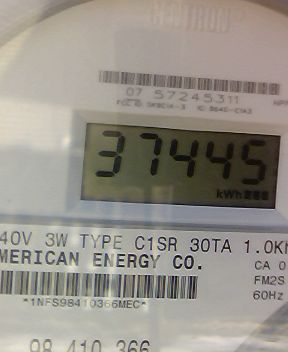 CENTRON
07 57245311
37445
kWh
40V 3W TYPE C1SR 30TA 1.0K
MERICAN ENERGY CO.
CA 0
FM2S
60Hz
*1NFS98410366MEC*
98 410 366